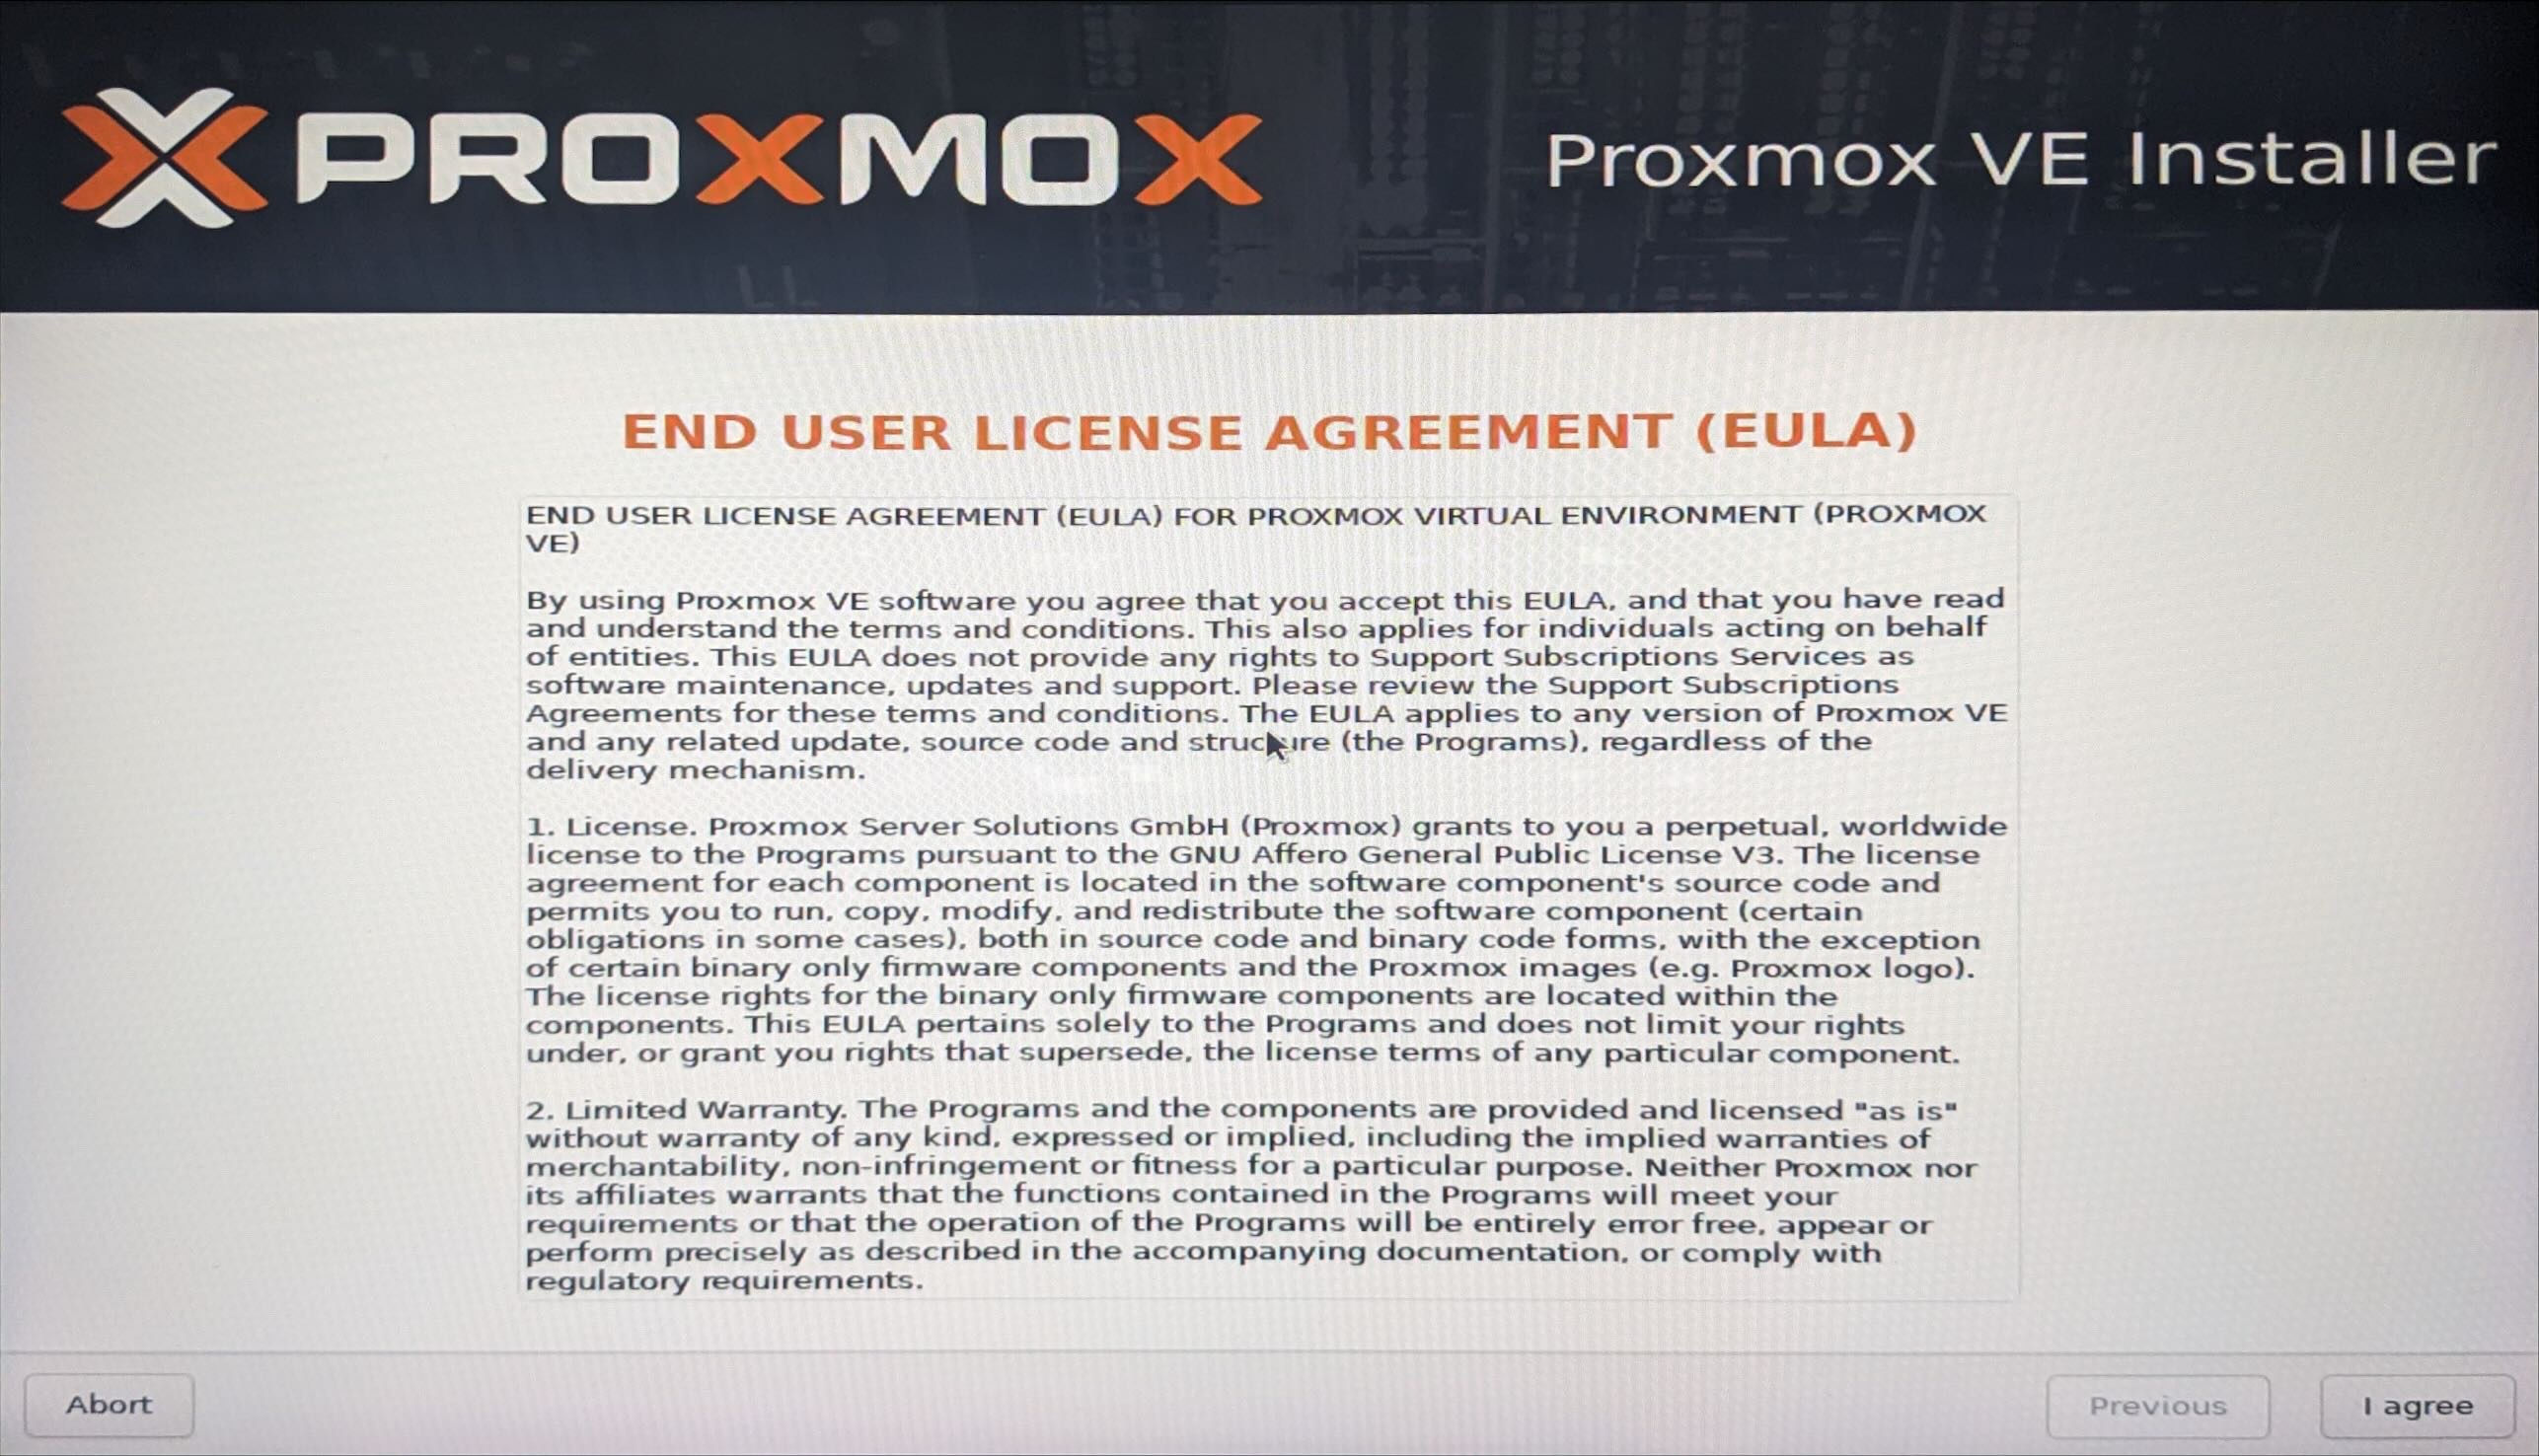 PROXMOX
Proxmox VE Installer
END USER LICENSE AGREEMENT (EULA)
END USER LICENSE AGREEMENT (EULA) FOR PROXMOX VIRTUAL ENVIRONMENT (PROXMOX
VE)
By using Proxmox VE software you agree that you accept this EULA, and that you have read
and understand the terms and conditions. This also applies for individuals acting on behalf
of entities. This EULA does not provide any rights to Support Subscriptions Services as
software maintenance, updates and support. Please review the Support Subscriptions
Agreements for these terms and conditions. The EULA applies to any version of Proxmox VE
and any related update, source code and structure (the Programs), regardless of the
delivery mechanism.
1. License. Proxmox Server Solutions GmbH (Proxmox) grants to you a perpetual, worldwide
license to the Programs pursuant to the GNU Affero General Public License V3. The license
agreement for each component is located in the software component's source code and
permits you to run, copy, modify, and redistribute the software component (certain
obligations in some cases), both in source code and binary code forms, with the exception
of certain binary only firmware components and the Proxmox images (e.g. Proxmox logo).
The license rights for the binary only firmware components are located within the
components. This EULA pertains solely to the Programs and does not limit your rights
under, or grant you rights that supersede, the license terms of any particular component.
2. Limited Warranty. The Programs and the components are provided and licensed "as is"
without warranty of any kind, expressed or implied, including the implied warranties of
merchantability, non-infringement or fitness for a particular purpose. Neither Proxmox nor
its affiliates warrants that the functions contained in the Programs will meet your
requirements or that the operation of the Programs will be entirely error free, appear or
perform precisely as described in the accompanying documentation, or comply with
regulatory requirements.
Abort
Previous
I agree